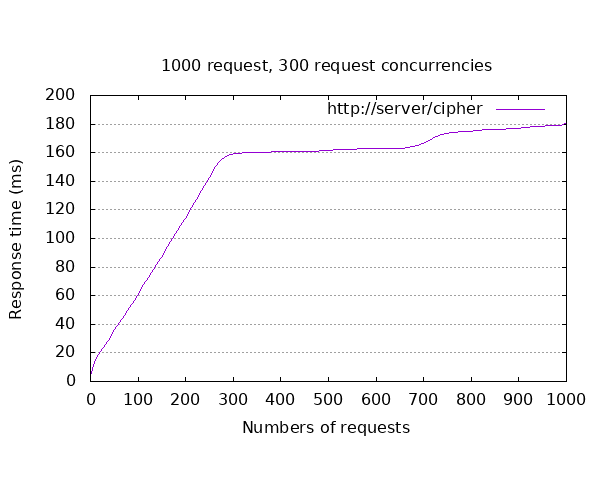 1000 request, 300 request concurrencies
http://server/cipher
200
180
160
140
120
100
80
60
40
20
0
Response time (ms)
0 100 200 300 400 500 600 700 800 900 1000
Numbers of requests